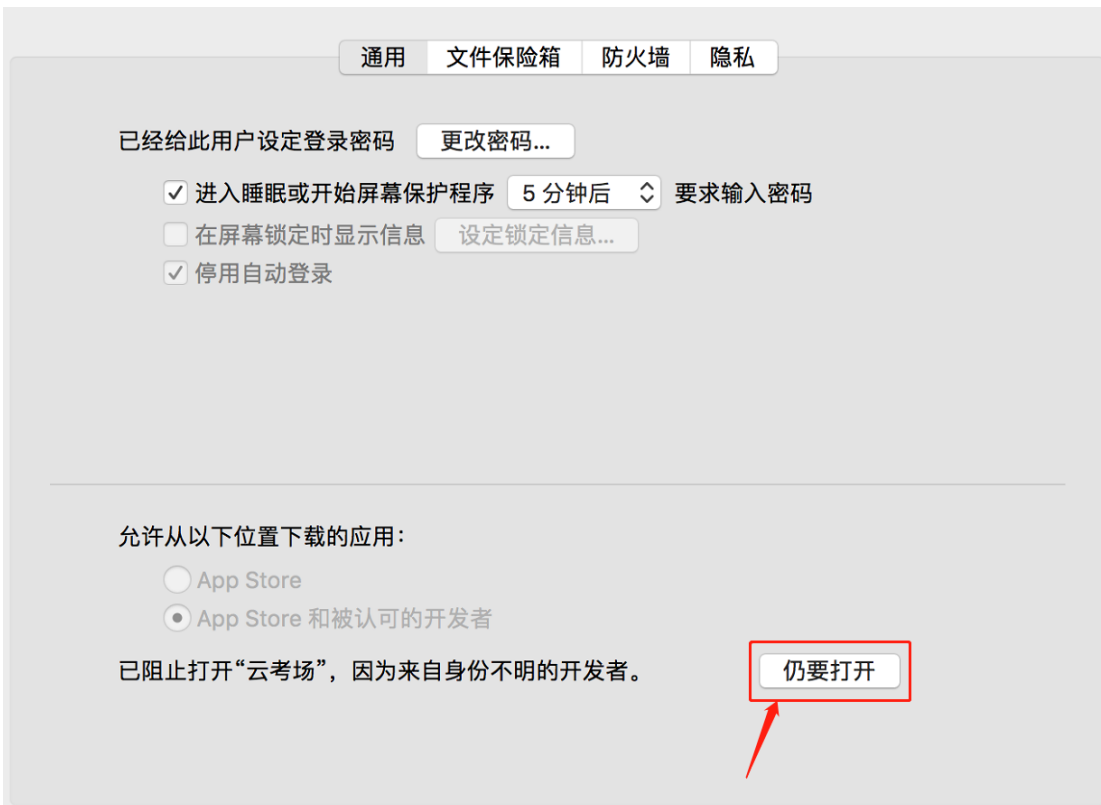 通用 文件保险箱 防火墙 隐私
已经给此用户设定登录密码 更改密码...
进入睡眠或开始屏幕保护程序 5 分钟后 要求输入密码
在屏幕锁定时显示信息 设定锁定信息...
停用自动登录
允许从以下位置下载的应用：
App Store
App Store 和被认可的开发者
已阻止打开“云考场”，因为来自身份不明的开发者。 仍要打开